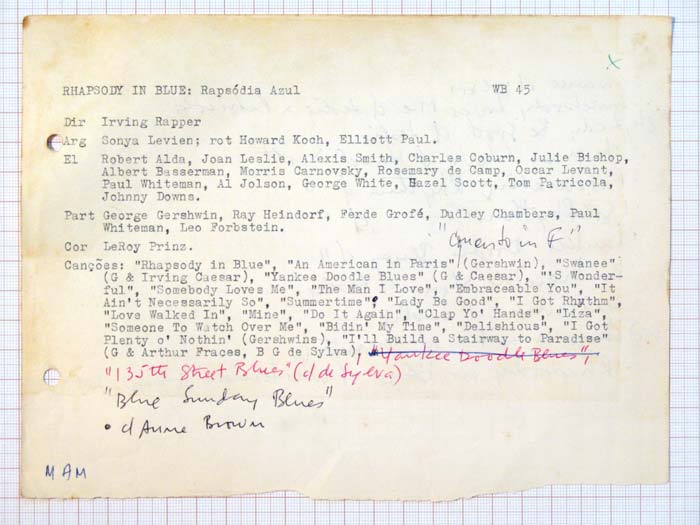 x
RHAPSODY IN BLUE: Rapsódia Azul WB 45
Dir Irving Rapper
Arg Sonya Levien; rot Howard Koch, Elliott Paul.
El Robert Alda, Joan Leslie, Alexis Smith, Charles Coburn, Julie Bishop,
Albert Basserman, Morris Carnovsky, Rosemary de Camp, Oscar Levant,
Paul Whiteman, Al Jolson, George White, Hazel Scott, Tom Patricola,
Johnny Downs.
Part George Gershwin, Ray Heindorf, Ferde Grofé, Dudley Chambers, Paul
Whiteman, Leo Forbstein.
in F"
Cor LeRoy Prinz.
Canções: "Rhapsody in Blue", "An American in Paris" (Gershwin), "Swanee"
(G & Irving Caesar), "Yankee Doodle Blues" (G & Caesar), "'S Wonder-
ful", "Somebody Loves Me", "The Man I Love", "Embraceable You", "It
Ain't Necessarily So", "Summertime", "Lady Be Good", "I Got Rhythm",
"Love Walked In", "Mine", "Do It Again", "Clap Yo' Hands", "Liza",
"Someone To Watch Over Me", "Bidin' My Time", "Delishious", "I Got
Plenty o' Nothin' (Gershwins), "I'll Build a Stairway to Paradise"
(G & Arthur Fraces, B G de Sylva), "Yankee Doodle Blues",
"135th Street Blues" (c/ de Sylva)
"Blue Sunday Blues"
• c/ Anne Brown
M AM